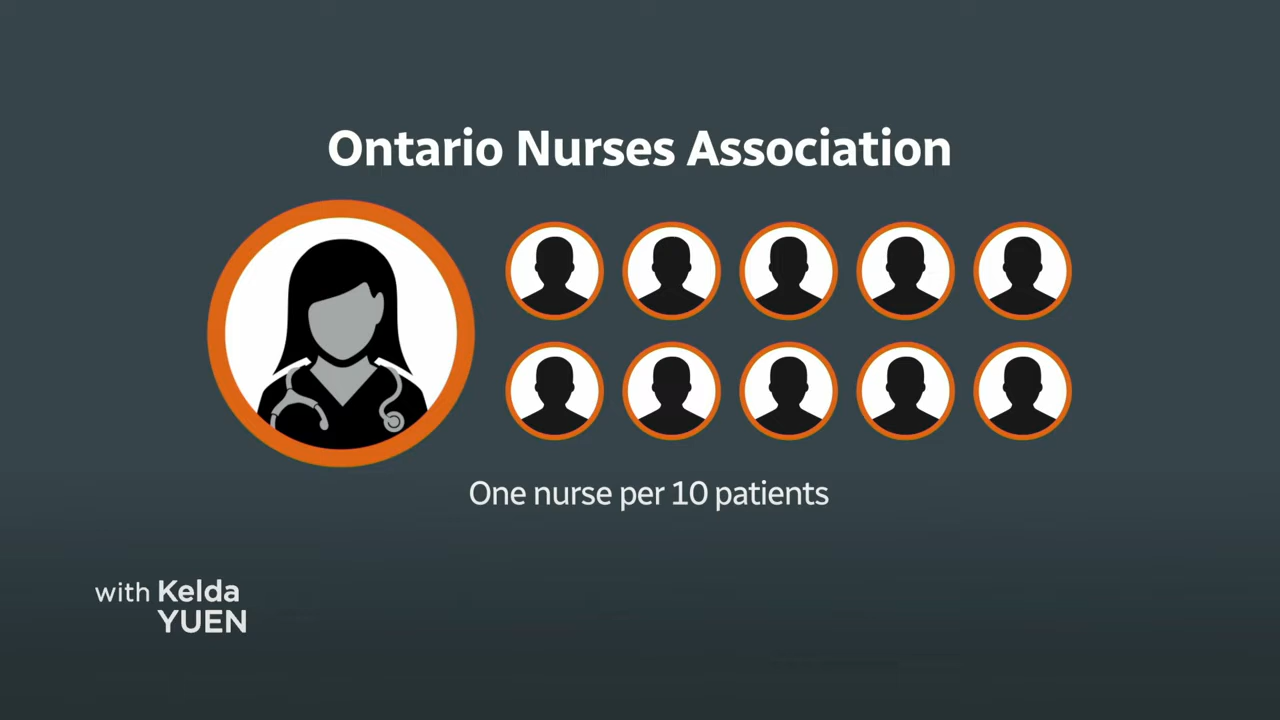 Ontario Nurses Association
One nurse per 10 patients
with Kelda
YUEN